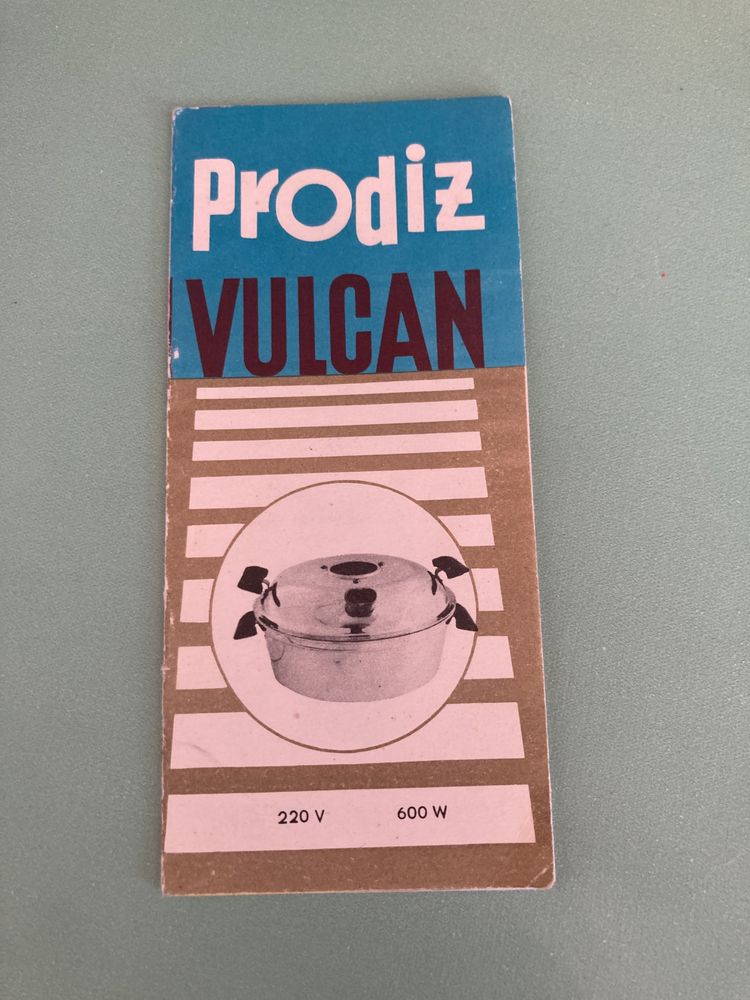 Prodiz
VULCAN
220 V 600 W